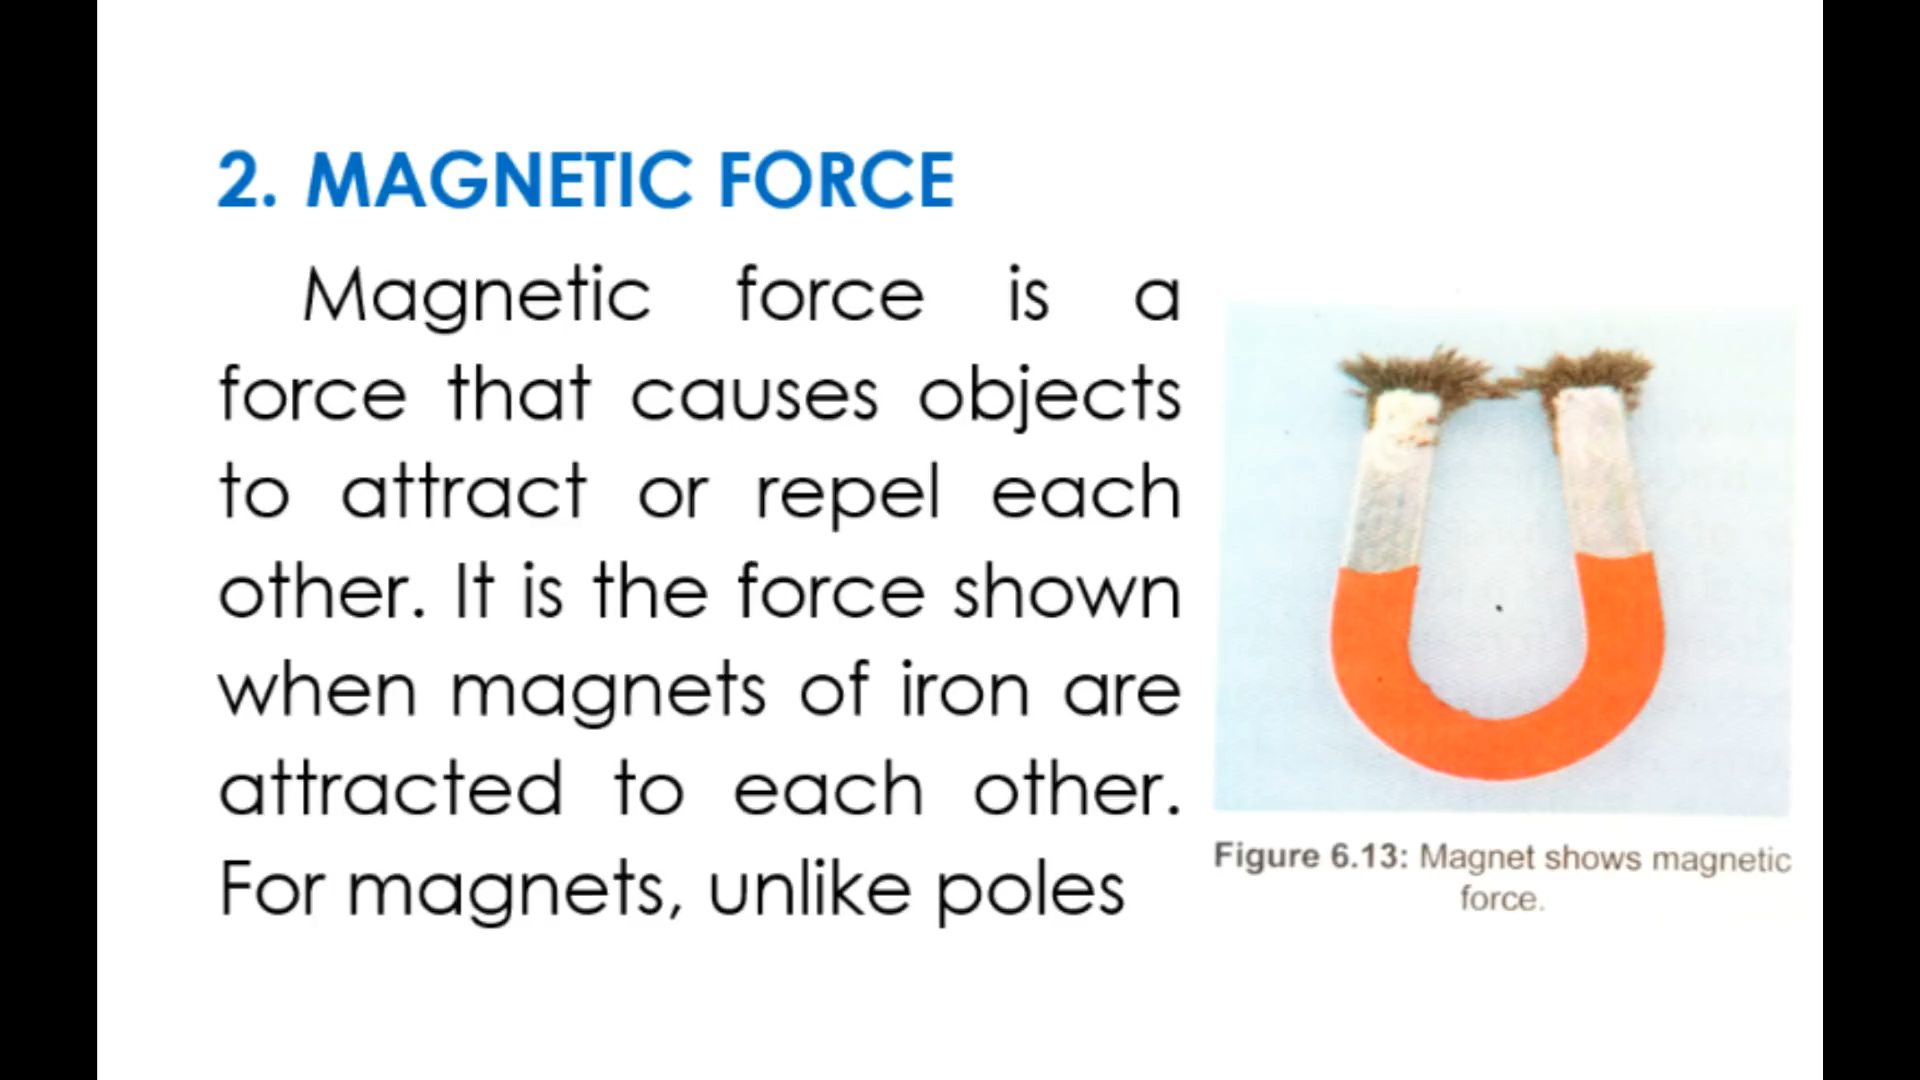 2. MAGNETIC FORCE
Magnetic force is a
force that causes objects
to attract or repel each
other. It is the force shown
when magnets of iron are
attracted to each other.
For magnets, unlike poles
Figure 6.13: Magnet shows magnetic
force.